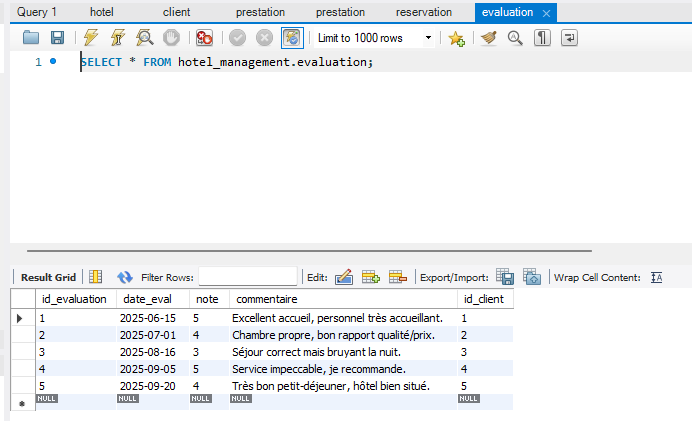 Query 1 hotel client prestation prestation reservation evaluation
Limit to 1000 rows
1 SELECT * FROM hotel_management.evaluation;
Result Grid Filter Rows: Edit: Export/Import: Wrap Cell Content:
id_evaluation date_eval note commentaire id_client
1 2025-06-15 5 Excellent accueil, personnel très accueillant. 1
2 2025-07-01 4 Chambre propre, bon rapport qualité/prix. 2
3 2025-08-16 3 Séjour correct mais bruyant la nuit. 3
4 2025-09-05 5 Service impeccable, je recommande. 4
5 2025-09-20 4 Très bon petit-déjeuner, hôtel bien situé. 5
NULL NULL NULL NULL NULL